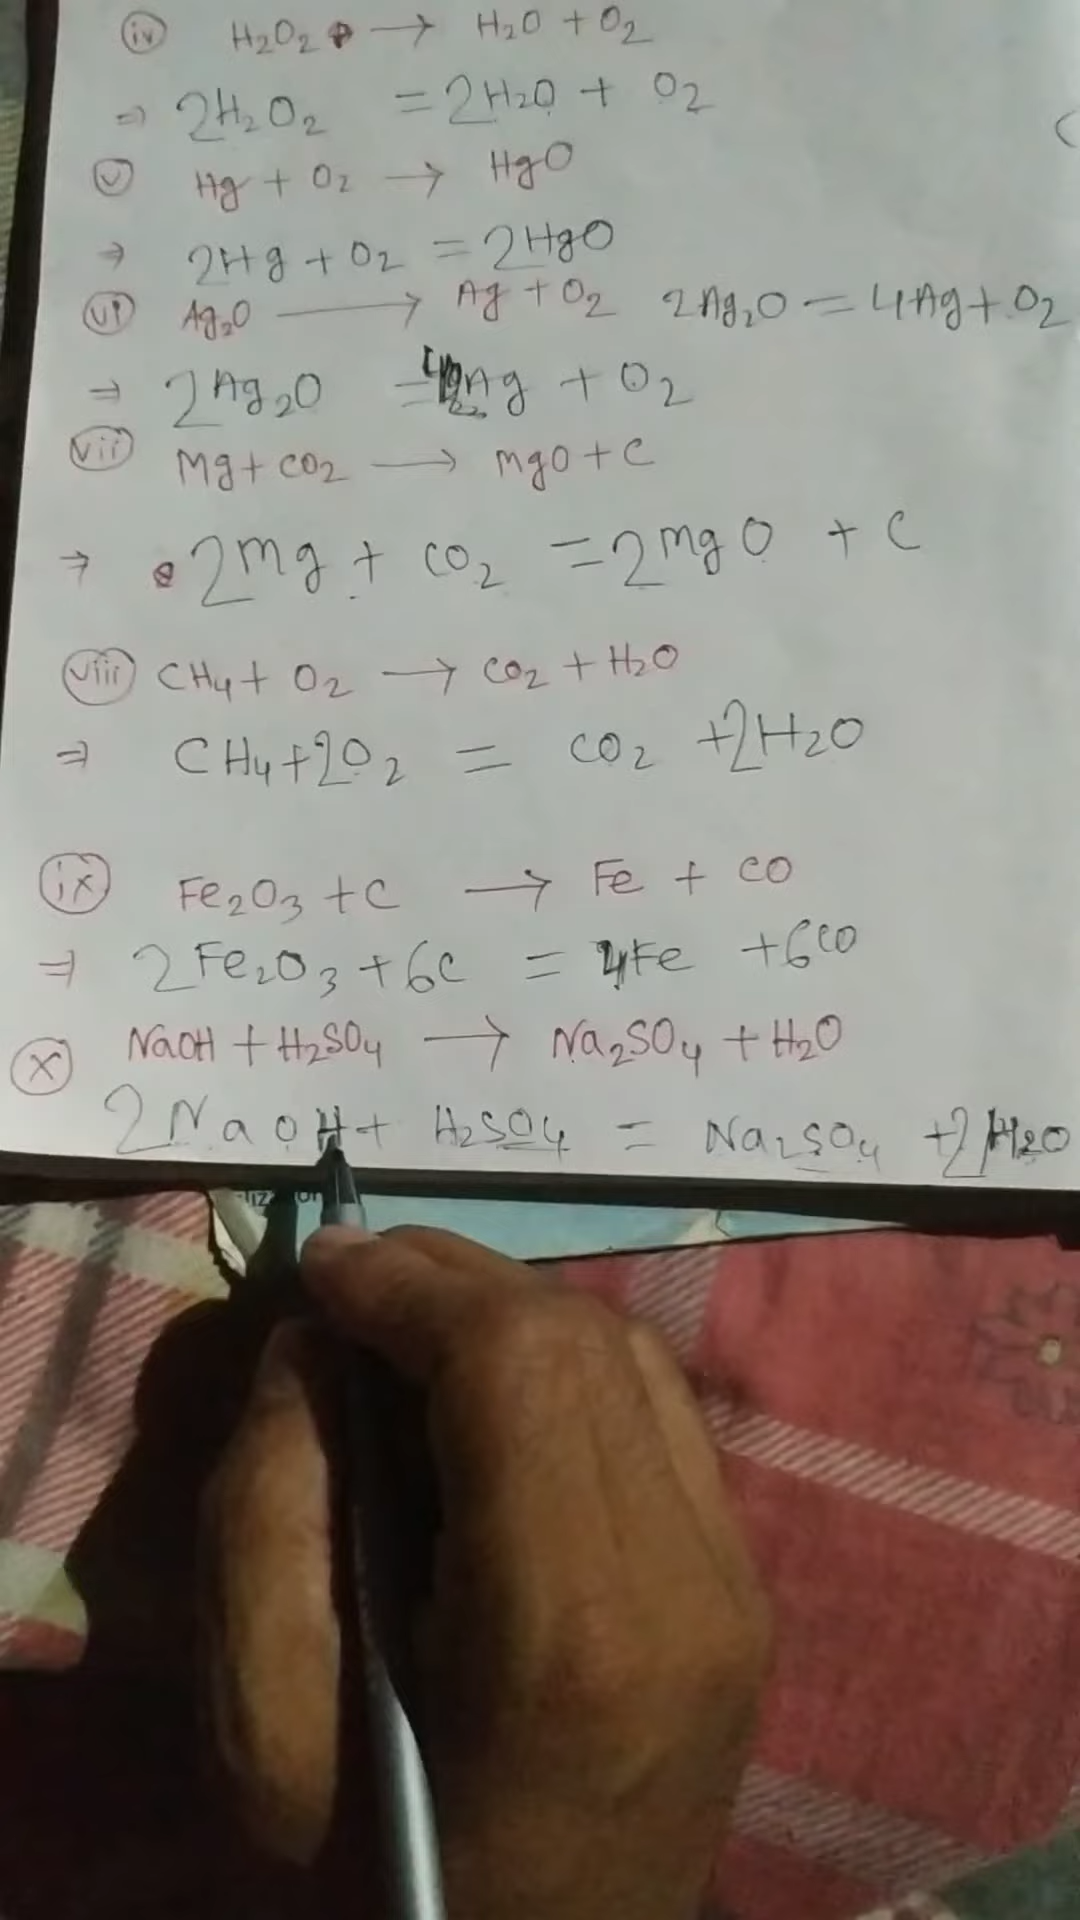 (iv) H₂O₂ → H₂O + O₂
⇒ 2H₂O₂ = 2H₂O + O₂
(v) Hg + O₂ → HgO
⇒ 2Hg + O₂ = 2HgO
(vi) Ag₂O → Ag + O₂ 2Ag₂O = 4Ag + O₂
⇒ 2Ag₂O = 4Ag + O₂
(vii) Mg + CO₂ → MgO + C
⇒ 2Mg + CO₂ = 2MgO + C
(viii) CH₄ + O₂ → CO₂ + H₂O
⇒ CH₄ + 2O₂ = CO₂ + 2H₂O
(ix) Fe₂O₃ + C → Fe + CO
⇒ 2Fe₂O₃ + 6C = 4Fe + 6CO
(x) NaOH + H₂SO₄ → Na₂SO₄ + H₂O
2NaOH + H₂SO₄ = Na₂SO₄ + 2H₂O